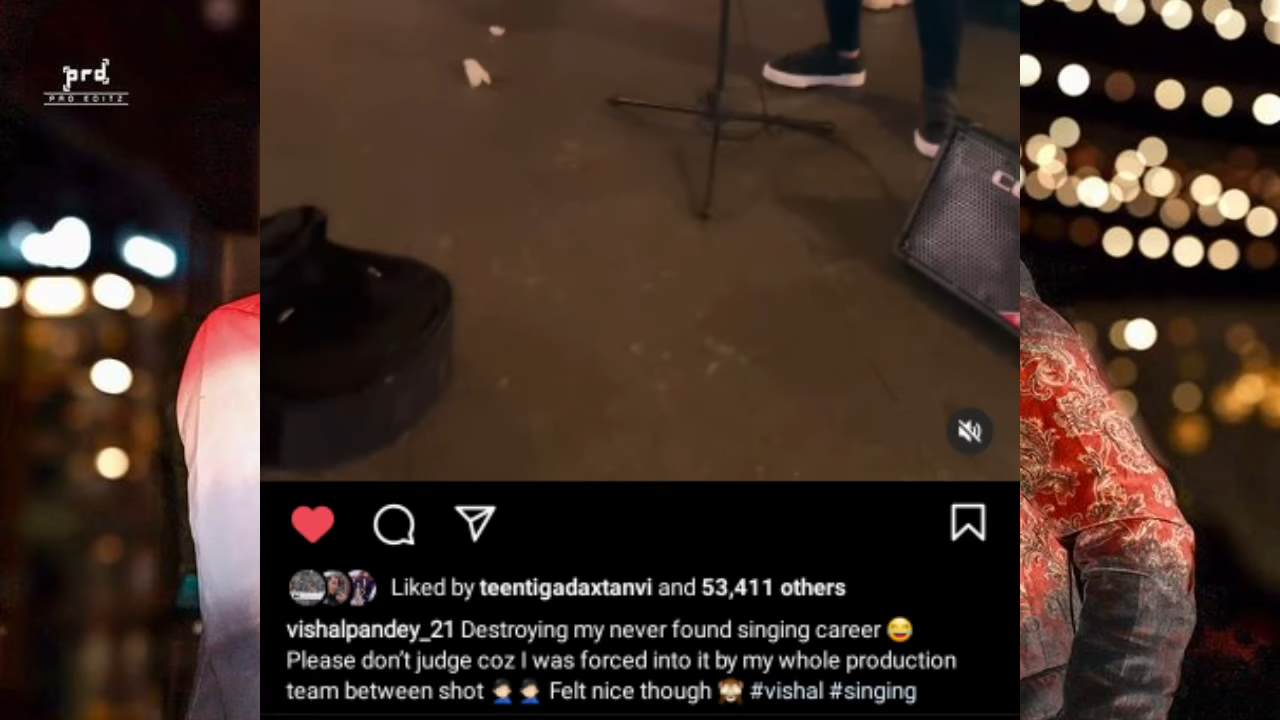 prd
PRO EDITZ
Liked by teentigadaxtanvi and 53,411 others
vishalpandey_21 Destroying my never found singing career 😂
Please don't judge coz I was forced into it by my whole production
team between shot 🤦🏻‍♂️🤦🏻‍♂️ Felt nice though 🙈 #vishal #singing